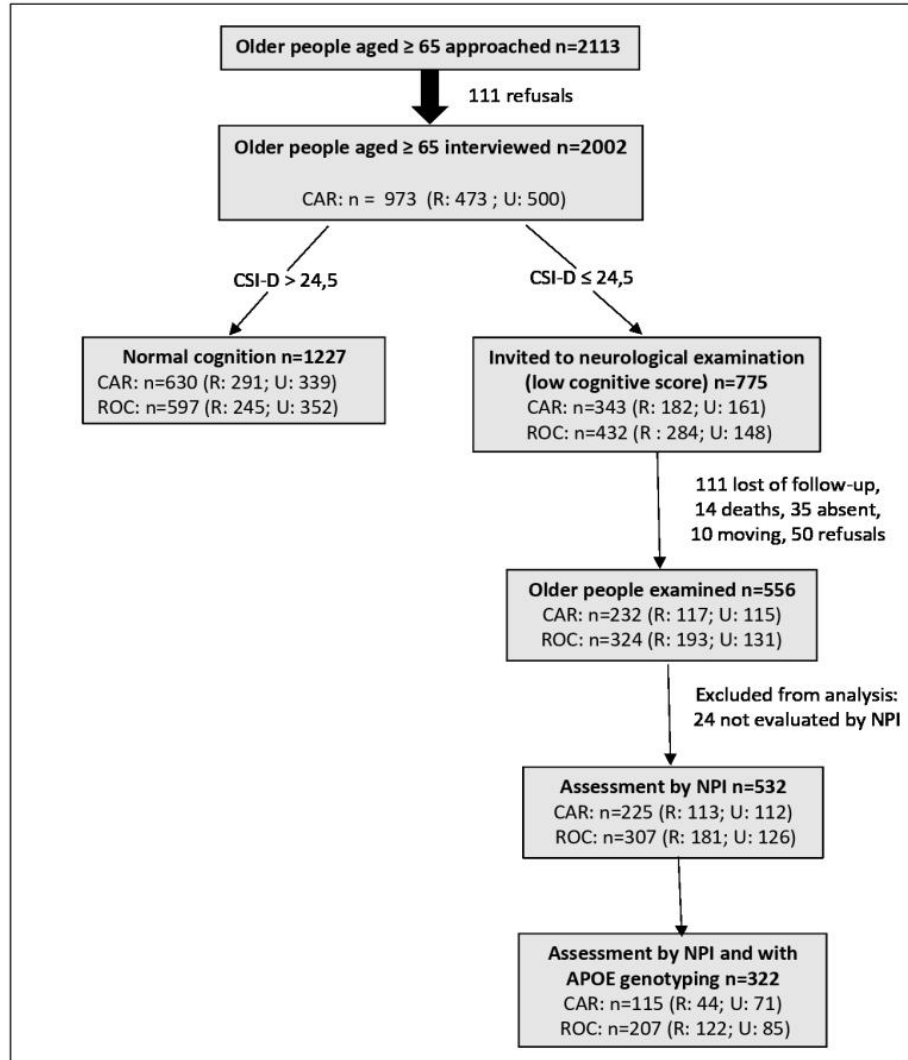 Older people aged ≥ 65 approached n=2113
111 refusals
Older people aged ≥ 65 interviewed n=2002
CAR: n = 973 (R: 473 ; U: 500)
CSI-D > 24,5
CSI-D ≤ 24,5
Normal cognition n=1227
CAR: n=630 (R: 291; U: 339)
ROC: n=597 (R: 245; U: 352)
Invited to neurological examination
(low cognitive score) n=775
CAR: n=343 (R: 182; U: 161)
ROC: n=432 (R : 284; U: 148)
111 lost of follow-up,
14 deaths, 35 absent,
10 moving, 50 refusals
Older people examined n=556
CAR: n=232 (R: 117; U: 115)
ROC: n=324 (R: 193; U: 131)
Excluded from analysis:
24 not evaluated by NPI
Assessment by NPI n=532
CAR: n=225 (R: 113; U: 112)
ROC: n=307 (R: 181; U: 126)
Assessment by NPI and with
APOE genotyping n=322
CAR: n=115 (R: 44; U: 71)
ROC: n=207 (R: 122; U: 85)